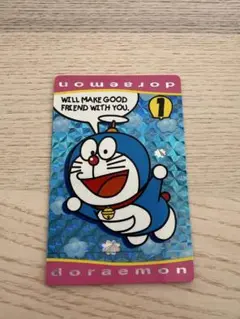 doraemon
WILL MAKE GOOD
FRIEND WITH YOU.
1
doraemon